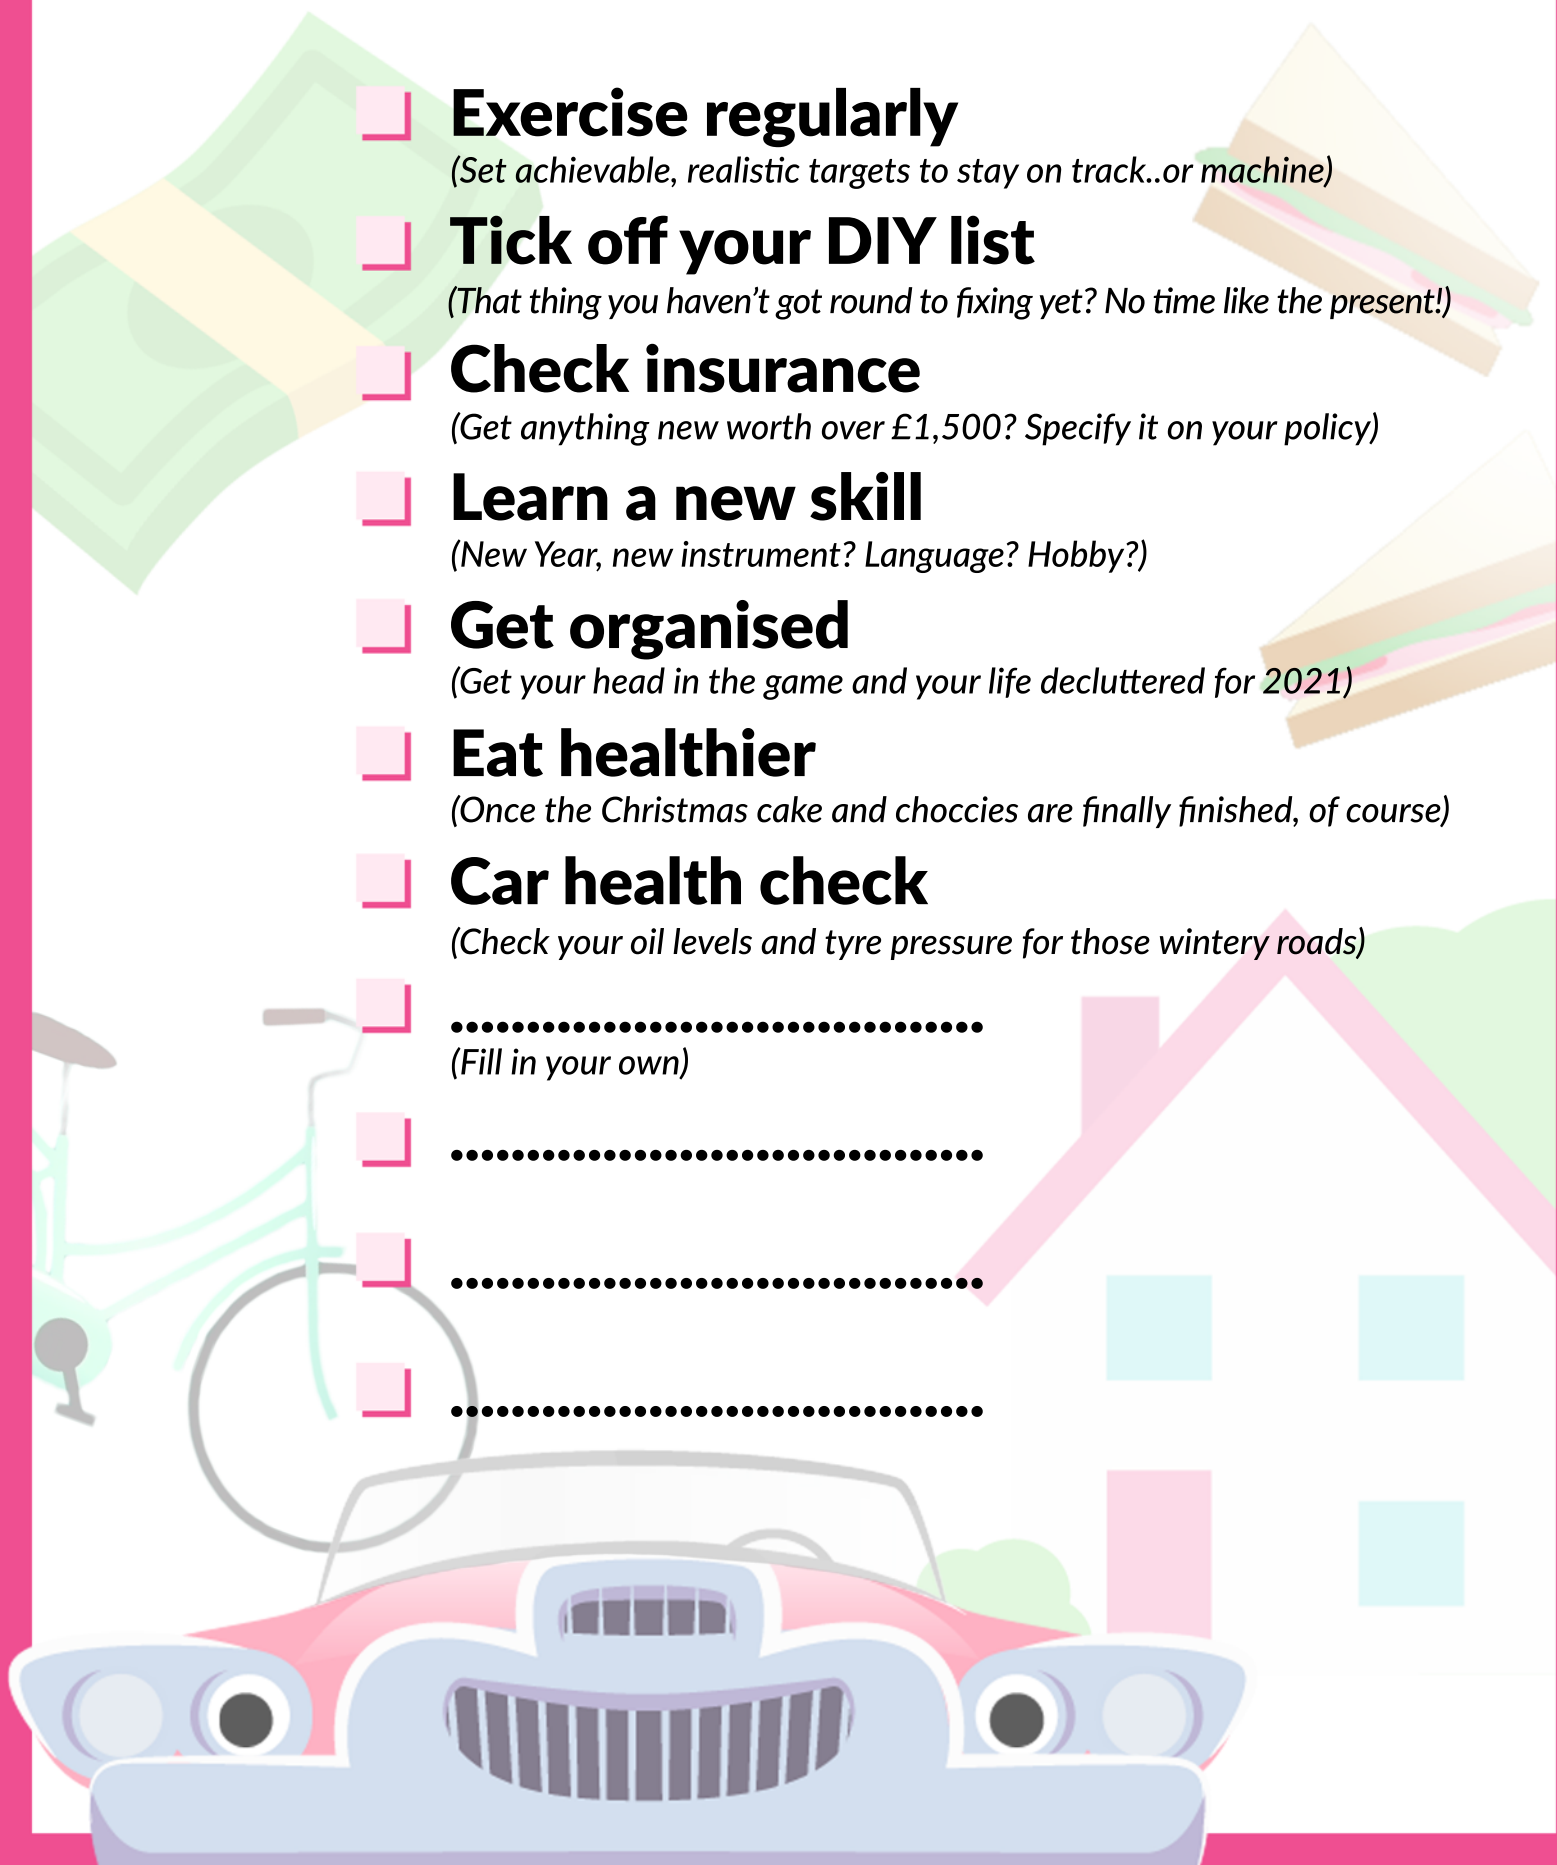 Exercise regularly
(Set achievable, realistic targets to stay on track..or machine)
Tick off your DIY list
(That thing you haven’t got round to fixing yet? No time like the present!)
Check insurance
(Get anything new worth over £1,500? Specify it on your policy)
Learn a new skill
(New Year, new instrument? Language? Hobby?)
Get organised
(Get your head in the game and your life decluttered for 2021)
Eat healthier
(Once the Christmas cake and choccies are finally finished, of course)
Car health check
(Check your oil levels and tyre pressure for those wintery roads)
...................................
(Fill in your own)
...................................
...................................
...................................